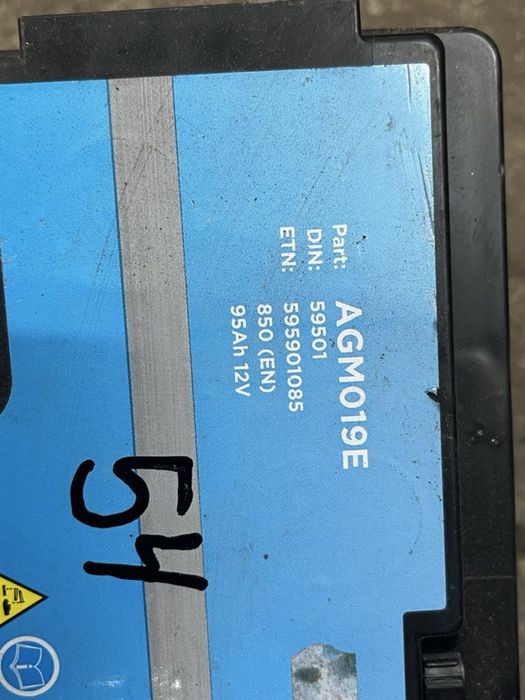 Part: AGM019E
DIN: 59501
ETN: 595901085
850 (EN)
95Ah 12V
54